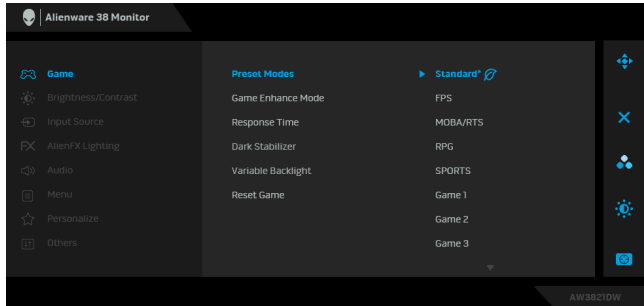 Alienware 38 Monitor
Game
Preset Modes
Standard*
Brightness/Contrast
Game Enhance Mode
FPS
Input Source
Response Time
MOBA/RTS
AlienFX Lighting
Dark Stabilizer
RPG
Audio
Variable Backlight
SPORTS
Menu
Reset Game
Game 1
Personalize
Game 2
Others
Game 3
AW3821DW